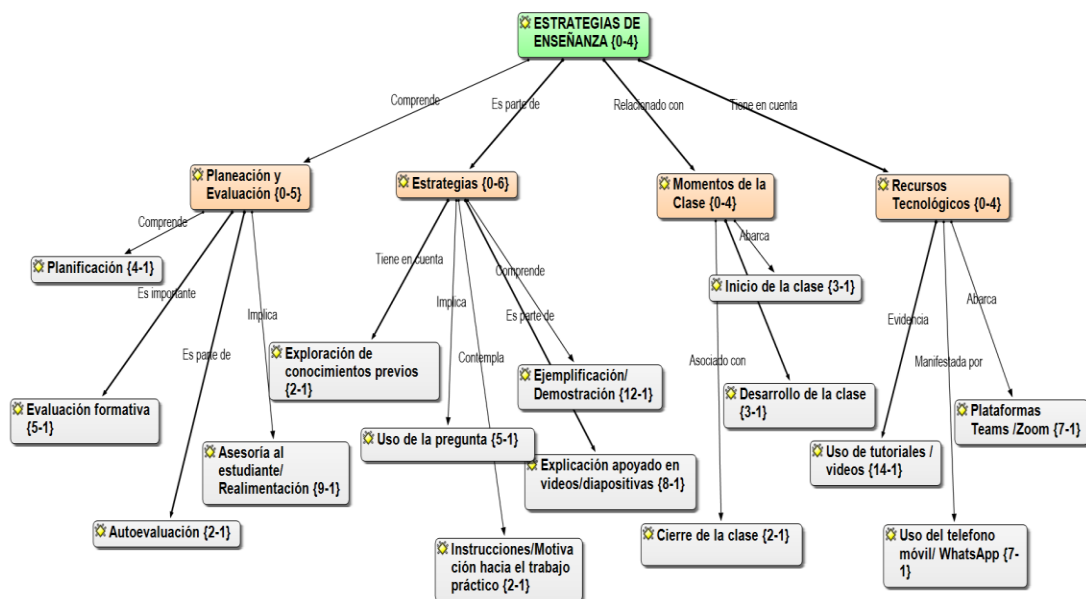 ESTRATEGIAS DE
ENSEÑANZA {0-4}
Comprende
Es parte de
Relacionado con
Tiene en cuenta
Planeación y
Evaluación {0-5}
Estrategias {0-6}
Momentos de la
Clase {0-4}
Recursos
Tecnológicos {0-4}
Comprende
Es importante
Es parte de
Implica
Planificación {4-1}
Evaluación formativa
{5-1}
Autoevaluación {2-1}
Asesoría al
estudiante/
Realimentación {9-1}
Tiene en cuenta
Implica
Contempla
Comprende
Es parte de
Exploración de
conocimientos previos
{2-1}
Uso de la pregunta {5-1}
Instrucciones/Motiva
ción hacia el trabajo
práctico {2-1}
Ejemplificación/
Demostración {12-1}
Explicación apoyado en
videos/diapositivas {8-1}
Abarca
Asociado con
Inicio de la clase {3-1}
Desarrollo de la clase
{3-1}
Cierre de la clase {2-1}
Evidencia
Manifestada por
Abarca
Uso de tutoriales /
videos {14-1}
Uso del telefono
móvil/ WhatsApp {7-
1}
Plataformas
Teams /Zoom {7-1}